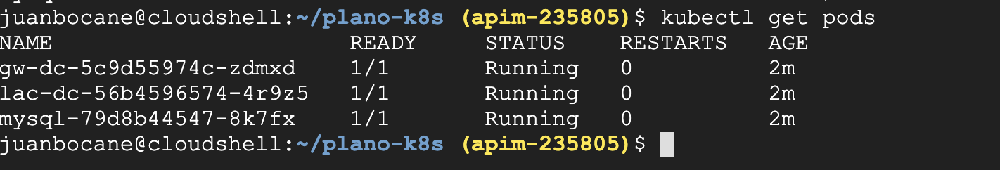 juanbocane@cloudshell:~/plano-k8s (apim-235805)$ kubectl get pods
NAME READY STATUS RESTARTS AGE
gw-dc-5c9d55974c-zdmxd 1/1 Running 0 2m
lac-dc-56b4596574-4r9z5 1/1 Running 0 2m
mysql-79d8b44547-8k7fx 1/1 Running 0 2m
juanbocane@cloudshell:~/plano-k8s (apim-235805)$